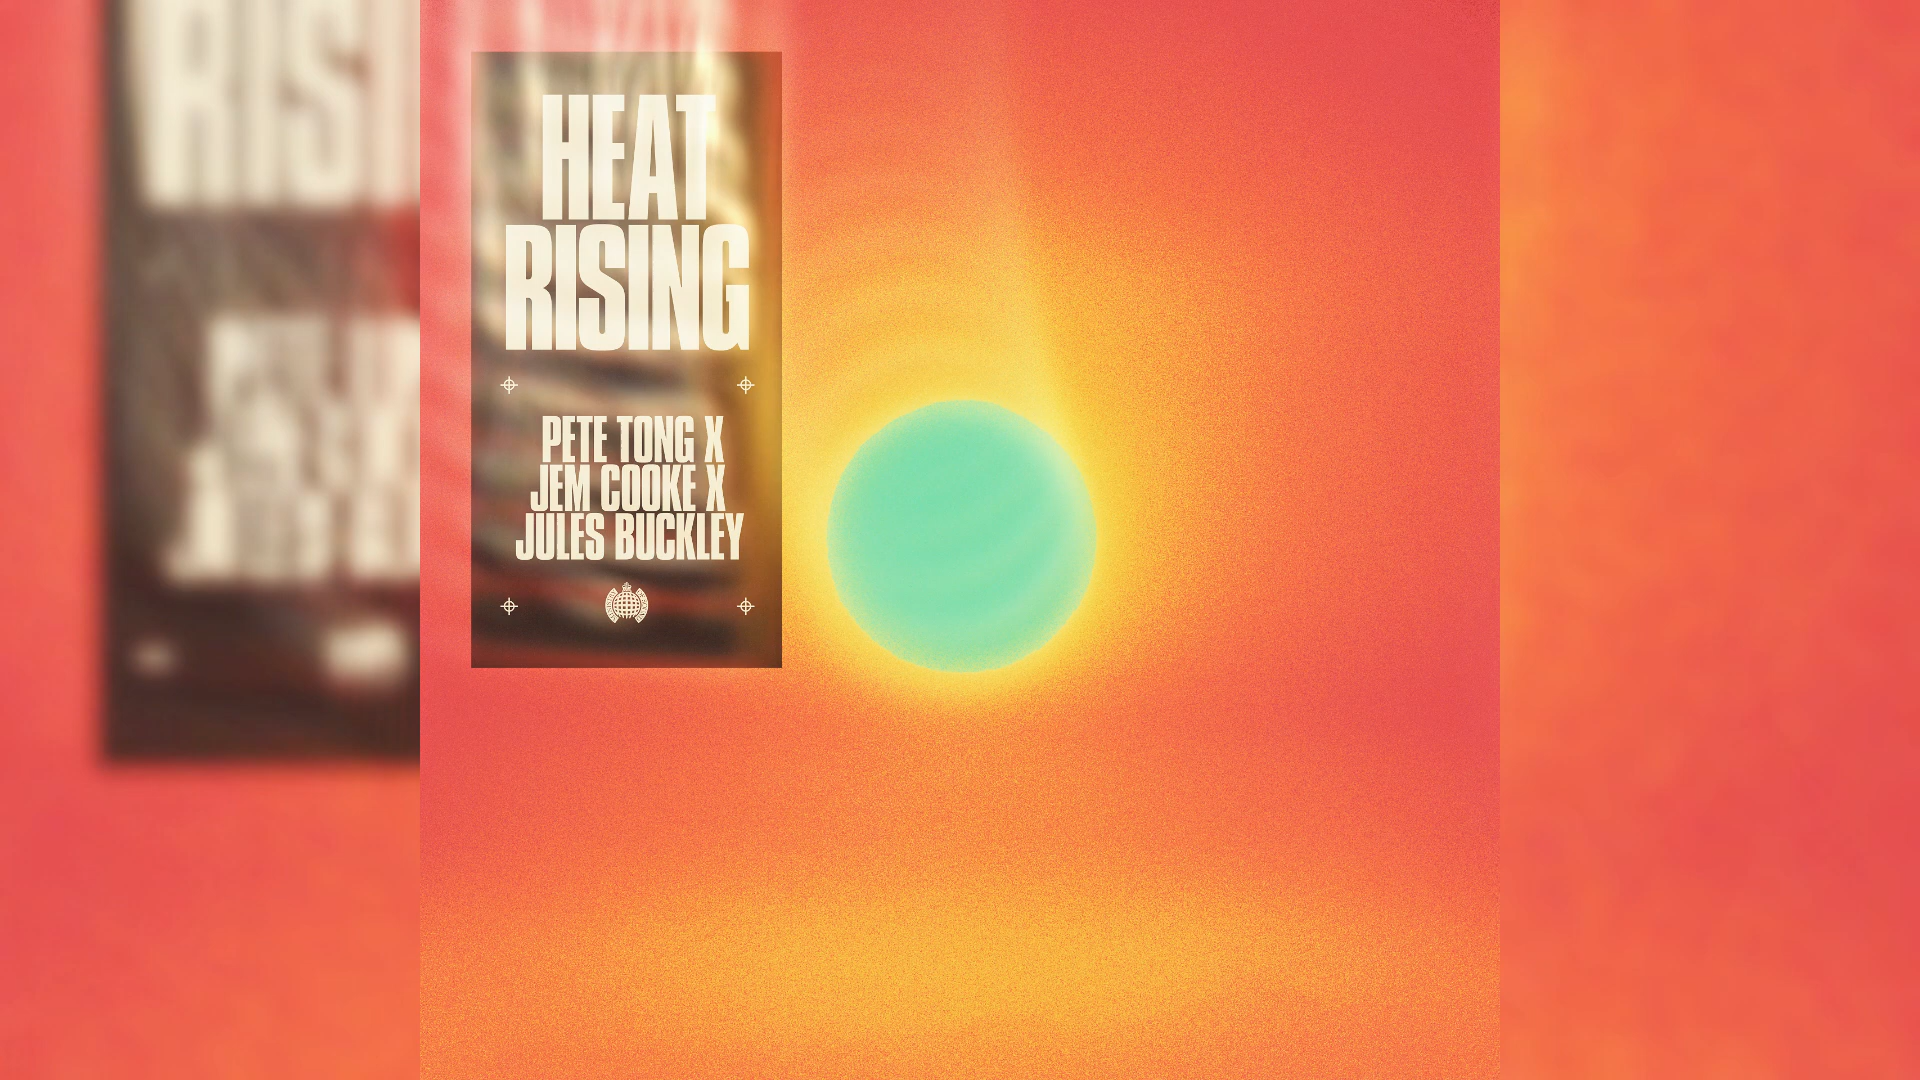 HEAT
RISING
PETE TONG X
JEM COOKE X
JULES BUCKLEY